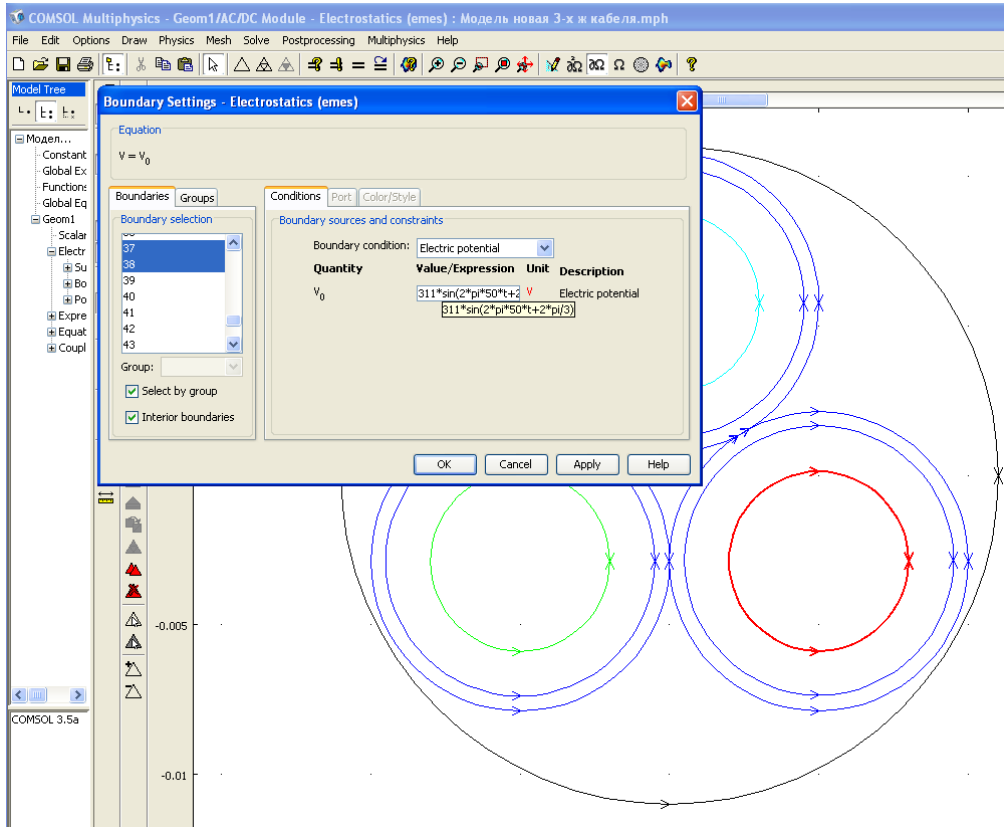 COMSOL Multiphysics - Geom1/AC/DC Module - Electrostatics (emes) : Модель новая 3-х ж кабеля.mph
File Edit Options Draw Physics Mesh Solve Postprocessing Multiphysics Help
Model Tree
Модел...
Constant
Global Ex
Functions
Global Eq
Geom1
Scalar
Electr
Su
Bo
Po
Expre
Equat
Coupl
COMSOL 3.5a
Boundary Settings - Electrostatics (emes)
Equation
V = V0
Boundaries Groups
Boundary selection
37
38
39
40
41
42
43
Group:
Select by group
Interior boundaries
Conditions Port Color/Style
Boundary sources and constraints
Boundary condition: Electric potential
Quantity Value/Expression Unit Description
V0 311*sin(2*pi*50*t+2 V Electric potential
311*sin(2*pi*50*t+2*pi/3)
OK Cancel Apply Help
-0.005
-0.01